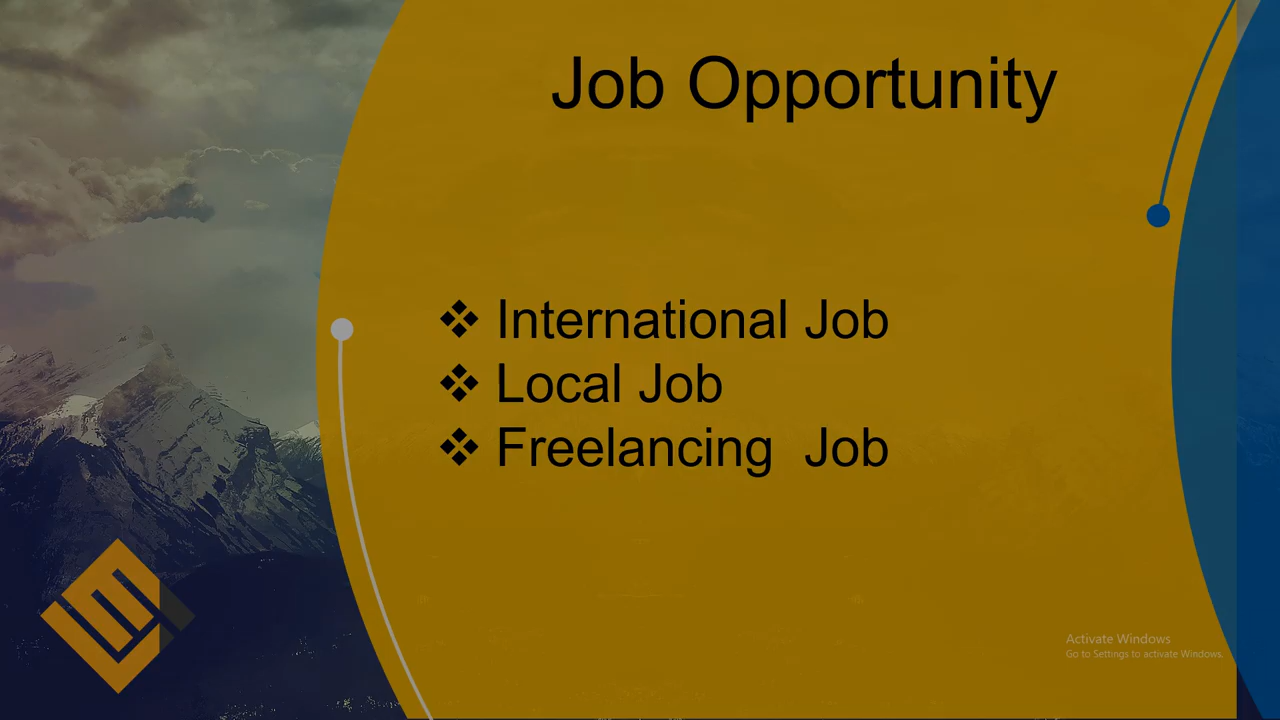 Job Opportunity
❖ International Job
❖ Local Job
❖ Freelancing  Job
Activate Windows
Go to Settings to activate Windows.